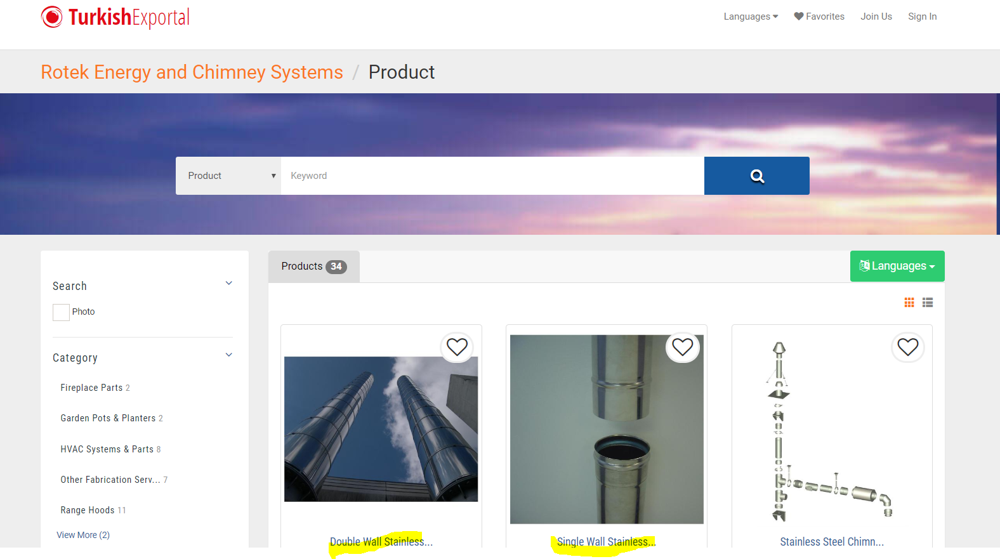 TurkishExportal
Languages Favorites Join Us Sign In
Rotek Energy and Chimney Systems / Product
Product Keyword
Search
Photo
Category
Fireplace Parts 2
Garden Pots & Planters 2
HVAC Systems & Parts 8
Other Fabrication Serv... 7
Range Hoods 11
View More (2)
Products 34
Languages
Double Wall Stainless...
Single Wall Stainless...
Stainless Steel Chimn...